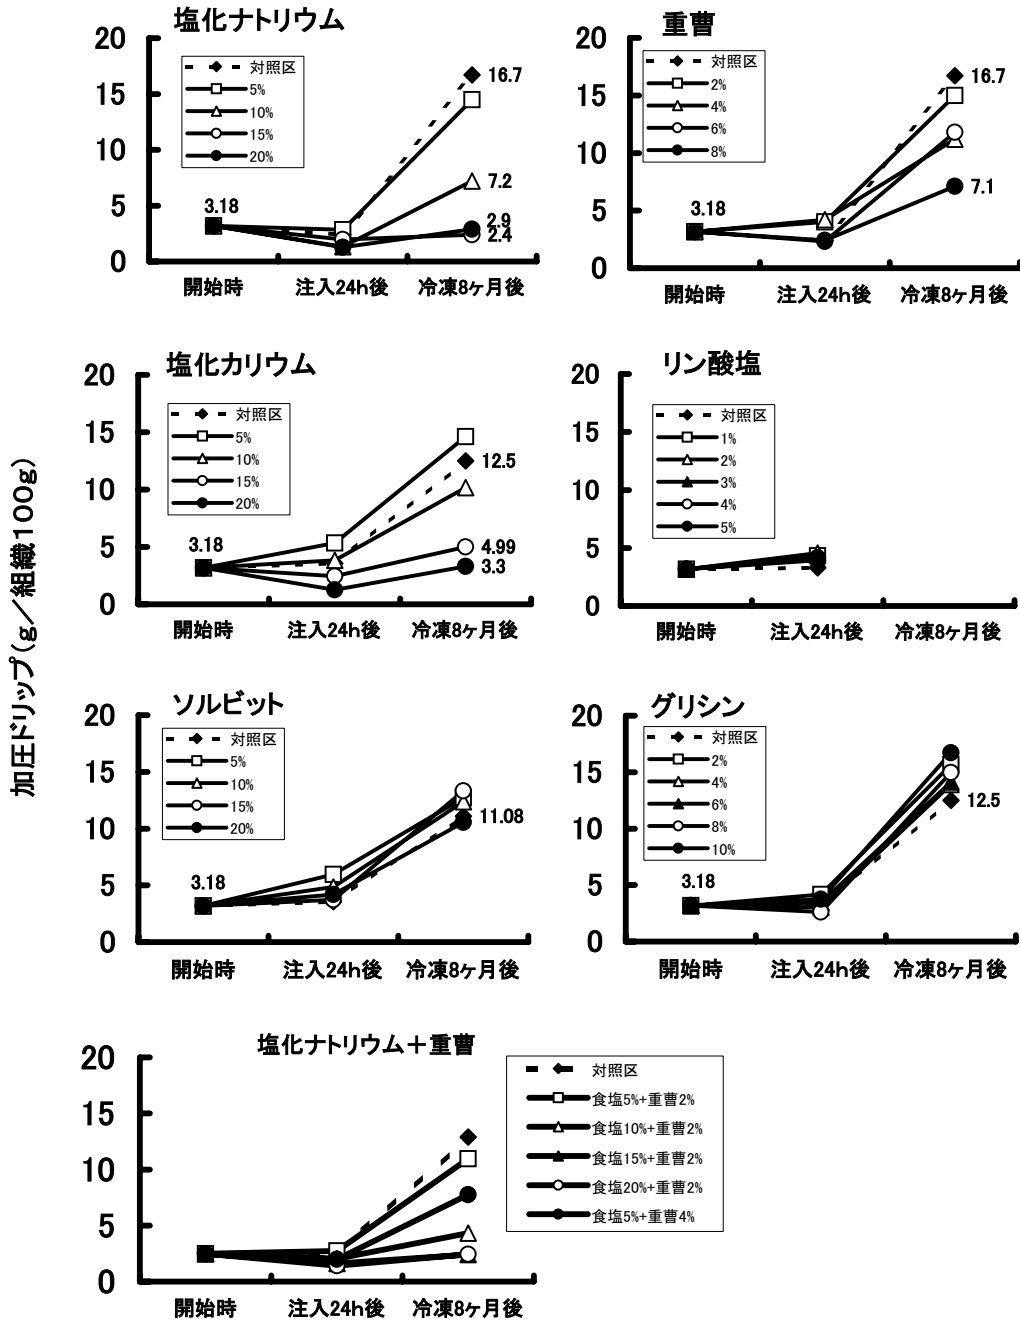 加圧ドリップ(g/組織100g)
塩化ナトリウム
20
15
10
5
0
対照区
5%
10%
15%
20%
3.18
16.7
7.2
2.9
2.4
開始時 注入24h後 冷凍8ヶ月後
重曹
20
15
10
5
0
対照区
2%
4%
6%
8%
3.18
16.7
7.1
開始時 注入24h後 冷凍8ヶ月後
塩化カリウム
20
15
10
5
0
対照区
5%
10%
15%
20%
3.18
12.5
4.99
3.3
開始時 注入24h後 冷凍8ヶ月後
リン酸塩
20
15
10
5
0
対照区
1%
2%
3%
4%
5%
開始時 注入24h後 冷凍8ヶ月後
ソルビット
20
15
10
5
0
対照区
5%
10%
15%
20%
3.18
11.08
開始時 注入24h後 冷凍8ヶ月後
グリシン
20
15
10
5
0
対照区
2%
4%
6%
8%
10%
3.18
12.5
開始時 注入24h後 冷凍8ヶ月後
塩化ナトリウム+重曹
20
15
10
5
0
対照区
食塩5%+重曹2%
食塩10%+重曹2%
食塩15%+重曹2%
食塩20%+重曹2%
食塩5%+重曹4%
開始時 注入24h後 冷凍8ヶ月後